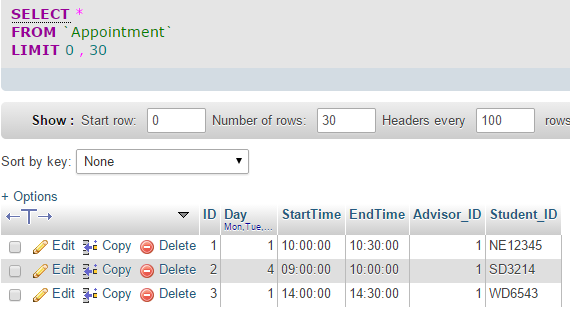 SELECT *
FROM `Appointment`
LIMIT 0 , 30
Show : Start row: 0 Number of rows: 30 Headers every 100 rows
Sort by key: None
+ Options
←T→ ID Day StartTime EndTime Advisor_ID Student_ID
Mon,Tue,...
Edit Copy Delete 1 1 10:00:00 10:30:00 1 NE12345
Edit Copy Delete 2 4 09:00:00 10:00:00 1 SD3214
Edit Copy Delete 3 1 14:00:00 14:30:00 1 WD6543